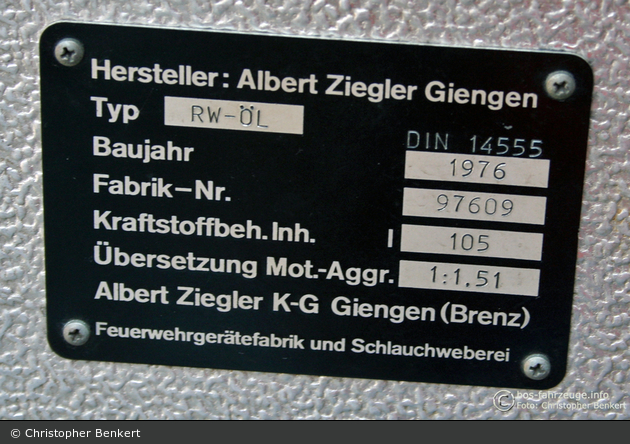 Hersteller: Albert Ziegler Giengen
Typ RW-ÖL
DIN 14555
Baujahr 1976
Fabrik-Nr. 97609
Kraftstoffbeh. Inh. l 105
Übersetzung Mot.-Aggr. 1:1.51
Albert Ziegler K-G Giengen (Brenz)
Feuerwehrgerätefabrik und Schlauchweberei
© bos-fahrzeuge.info
Foto: Christopher Benkert
© Christopher Benkert